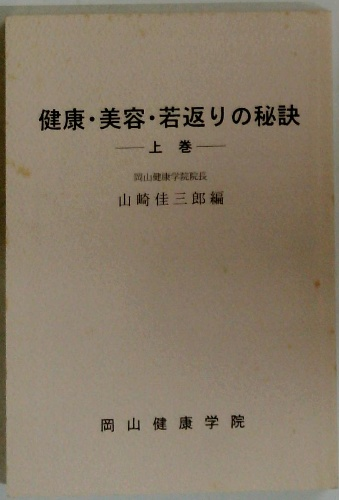 健康・美容・若返りの秘訣
―上巻―
岡山健康学院院長
山崎佳三郎編
岡山健康学院